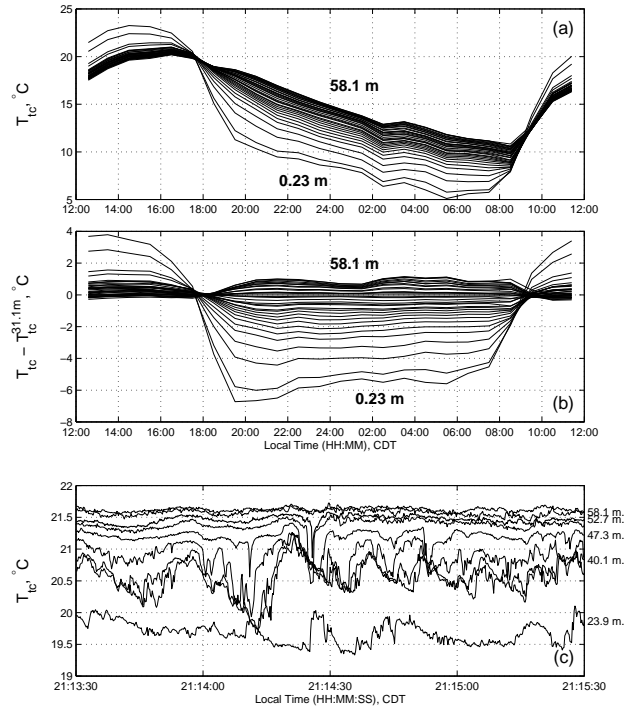 25
(a)
20
58.1 m
15
T_tc, °C
10
0.23 m
5
12:00 14:00 16:00 18:00 20:00 22:00 24:00 02:00 04:00 06:00 08:00 10:00 12:00
4
58.1 m
2
0
T_tc − T_tc^31.1m, °C
−2
−4
−6
0.23 m
(b)
−8
12:00 14:00 16:00 18:00 20:00 22:00 24:00 02:00 04:00 06:00 08:00 10:00 12:00
Local Time (HH:MM), CDT
22
58.1 m.
21.5
52.7 m.
47.3 m.
21
40.1 m.
T_tc, °C
20.5
20
23.9 m.
19.5
(c)
19
21:13:30 21:14:00 21:14:30 21:15:00 21:15:30
Local Time (HH:MM:SS), CDT